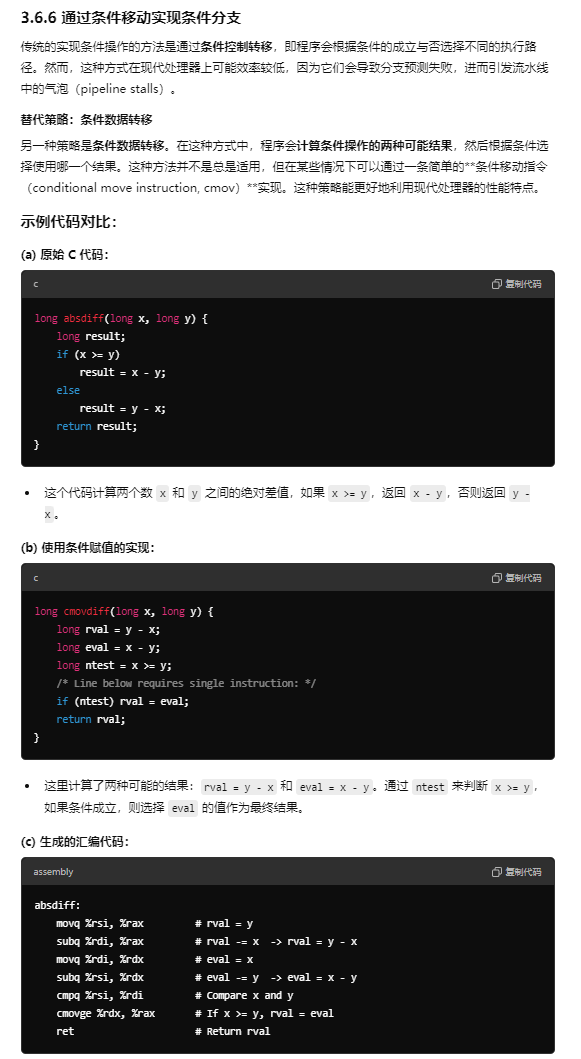 3.6.6 通过条件移动实现条件分支
传统的实现条件操作的方法是通过条件控制转移，即程序会根据条件的成立与否选择不同的执行路
径。然而，这种方式在现代处理器上可能效率较低，因为它们会导致分支预测失败，进而引发流水线
中的气泡（pipeline stalls）。
替代策略：条件数据转移
另一种策略是条件数据转移。在这种方式中，程序会计算条件操作的两种可能结果，然后根据条件选
择使用哪一个结果。这种方法并不是总是适用，但在某些情况下可以通过一条简单的**条件移动指令
（conditional move instruction, cmov）**实现。这种策略能更好地利用现代处理器的性能特点。
示例代码对比：
(a) 原始 C 代码：
c 复制代码
long absdiff(long x, long y) {
    long result;
    if (x >= y)
        result = x - y;
    else
        result = y - x;
    return result;
}
• 这个代码计算两个数 x 和 y 之间的绝对差值，如果 x >= y，返回 x - y，否则返回 y -
x。
(b) 使用条件赋值的实现：
c 复制代码
long cmovdiff(long x, long y) {
    long rval = y - x;
    long eval = x - y;
    long ntest = x >= y;
    /* Line below requires single instruction: */
    if (ntest) rval = eval;
    return rval;
}
• 这里计算了两种可能的结果：rval = y - x 和 eval = x - y。通过 ntest 来判断 x >= y，
如果条件成立，则选择 eval 的值作为最终结果。
(c) 生成的汇编代码：
assembly 复制代码
absdiff:
    movq %rsi, %rax        # rval = y
    subq %rdi, %rax        # rval -= x  -> rval = y - x
    movq %rdi, %rdx        # eval = x
    subq %rsi, %rdx        # eval -= y  -> eval = x - y
    cmpq %rsi, %rdi        # Compare x and y
    cmovge %rdx, %rax      # If x >= y, rval = eval
    ret                    # Return rval